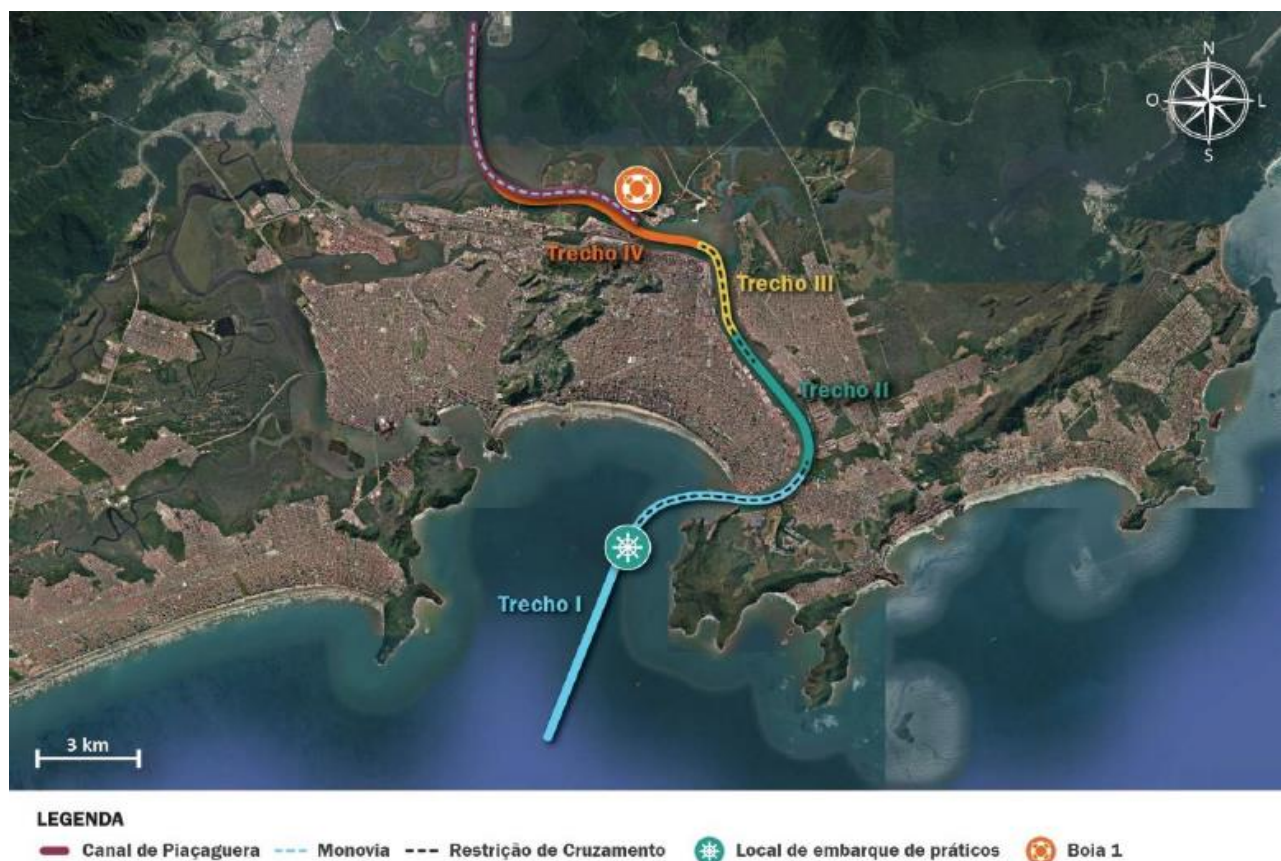 N
O L
S
Trecho IV
Trecho III
Trecho II
Trecho I
3 km
LEGENDA
Canal de Piaçaguera Monovia Restrição de Cruzamento Local de embarque de práticos Boia 1